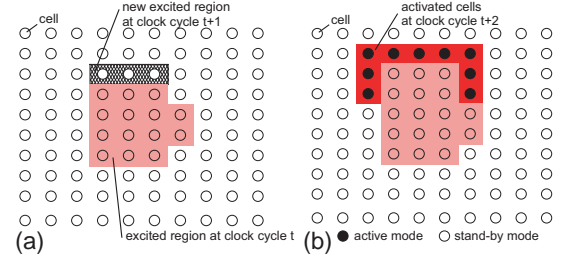 cell
new excited region
at clock cycle t+1
(a)
excited region at clock cycle t
cell
activated cells
at clock cycle t+2
(b)
active mode
stand-by mode